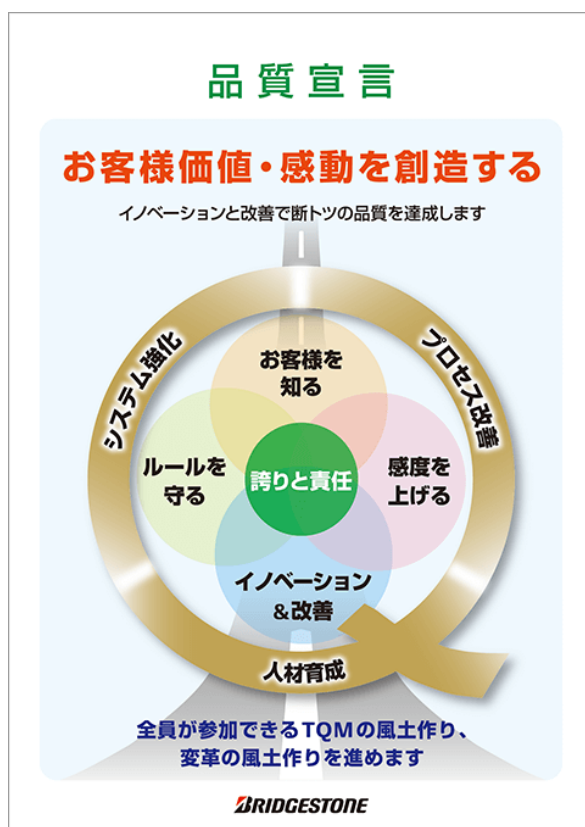 品質宣言
お客様価値・感動を創造する
イノベーションと改善で断トツの品質を達成します
システム強化
プロセス改善
お客様を
知る
ルールを
守る
誇りと責任
感度を
上げる
イノベーション
&改善
人材育成
全員が参加できるTQMの風土作り、
変革の風土作りを進めます
BRIDGESTONE